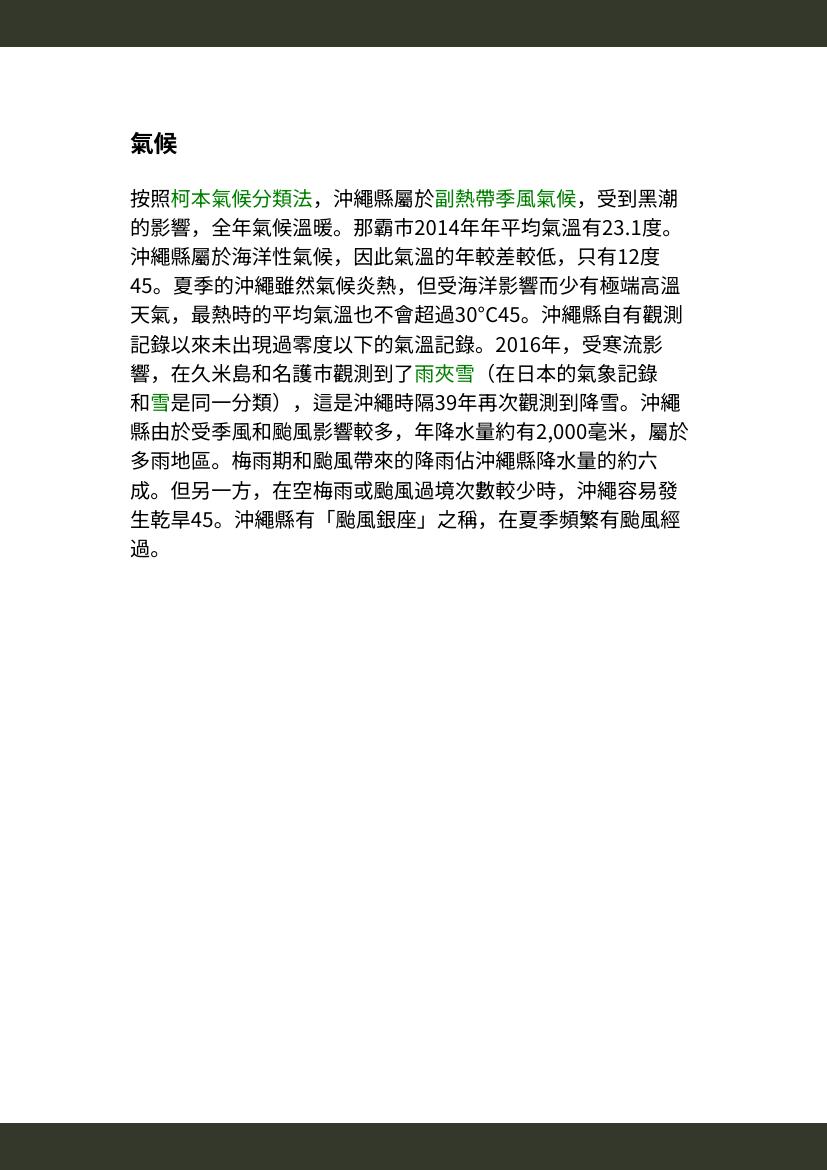 氣候
按照柯本氣候分類法，沖繩縣屬於副熱帶季風氣候，受到黑潮
的影響，全年氣候溫暖。那霸市2014年年平均氣溫有23.1度。
沖繩縣屬於海洋性氣候，因此氣溫的年較差較低，只有12度
45。夏季的沖繩雖然氣候炎熱，但受海洋影響而少有極端高溫
天氣，最熱時的平均氣溫也不會超過30℃45。沖繩縣自有觀測
記錄以來未出現過零度以下的氣溫記錄。2016年，受寒流影
響，在久米島和名護市觀測到了雨夾雪（在日本的氣象記錄
和雪是同一分類），這是沖繩時隔39年再次觀測到降雪。沖繩
縣由於受季風和颱風影響較多，年降水量約有2,000毫米，屬於
多雨地區。梅雨期和颱風帶來的降雨佔沖繩縣降水量的約六
成。但另一方，在空梅雨或颱風過境次數較少時，沖繩容易發
生乾旱45。沖繩縣有「颱風銀座」之稱，在夏季頻繁有颱風經
過。